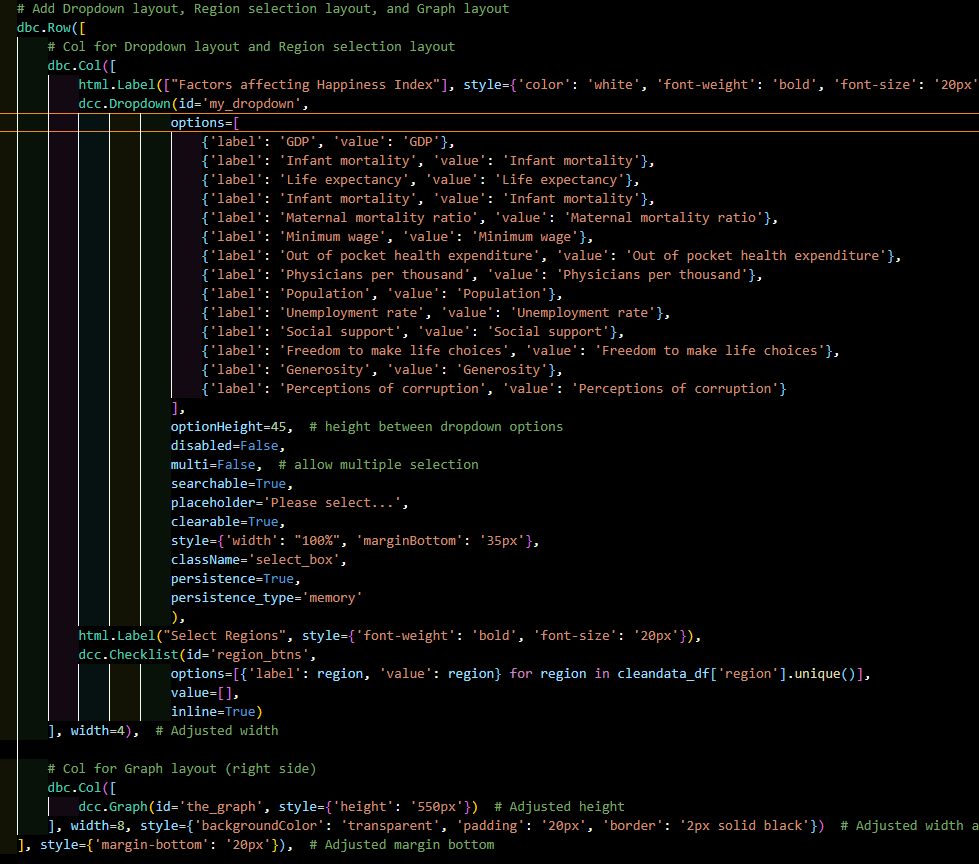 # Add Dropdown layout, Region selection layout, and Graph layout
dbc.Row([
# Col for Dropdown layout and Region selection layout
dbc.Col([
html.Label(["Factors affecting Happiness Index"], style={'color': 'white', 'font-weight': 'bold', 'font-size': '20px'
dcc.Dropdown(id='my_dropdown',
options=[
{'label': 'GDP', 'value': 'GDP'},
{'label': 'Infant mortality', 'value': 'Infant mortality'},
{'label': 'Life expectancy', 'value': 'Life expectancy'},
{'label': 'Infant mortality', 'value': 'Infant mortality'},
{'label': 'Maternal mortality ratio', 'value': 'Maternal mortality ratio'},
{'label': 'Minimum wage', 'value': 'Minimum wage'},
{'label': 'Out of pocket health expenditure', 'value': 'Out of pocket health expenditure'},
{'label': 'Physicians per thousand', 'value': 'Physicians per thousand'},
{'label': 'Population', 'value': 'Population'},
{'label': 'Unemployment rate', 'value': 'Unemployment rate'},
{'label': 'Social support', 'value': 'Social support'},
{'label': 'Freedom to make life choices', 'value': 'Freedom to make life choices'},
{'label': 'Generosity', 'value': 'Generosity'},
{'label': 'Perceptions of corruption', 'value': 'Perceptions of corruption'}
],
optionHeight=45,  # height between dropdown options
disabled=False,
multi=False,  # allow multiple selection
searchable=True,
placeholder='Please select...',
clearable=True,
style={'width': "100%", 'marginBottom': '35px'},
className='select_box',
persistence=True,
persistence_type='memory'
),
html.Label("Select Regions", style={'font-weight': 'bold', 'font-size': '20px'}),
dcc.Checklist(id='region_btns',
options=[{'label': region, 'value': region} for region in cleandata_df['region'].unique()],
value=[],
inline=True)
], width=4),  # Adjusted width
# Col for Graph layout (right side)
dbc.Col([
dcc.Graph(id='the_graph', style={'height': '550px'})  # Adjusted height
], width=8, style={'backgroundColor': 'transparent', 'padding': '20px', 'border': '2px solid black'})  # Adjusted width a
], style={'margin-bottom': '20px'}),  # Adjusted margin bottom